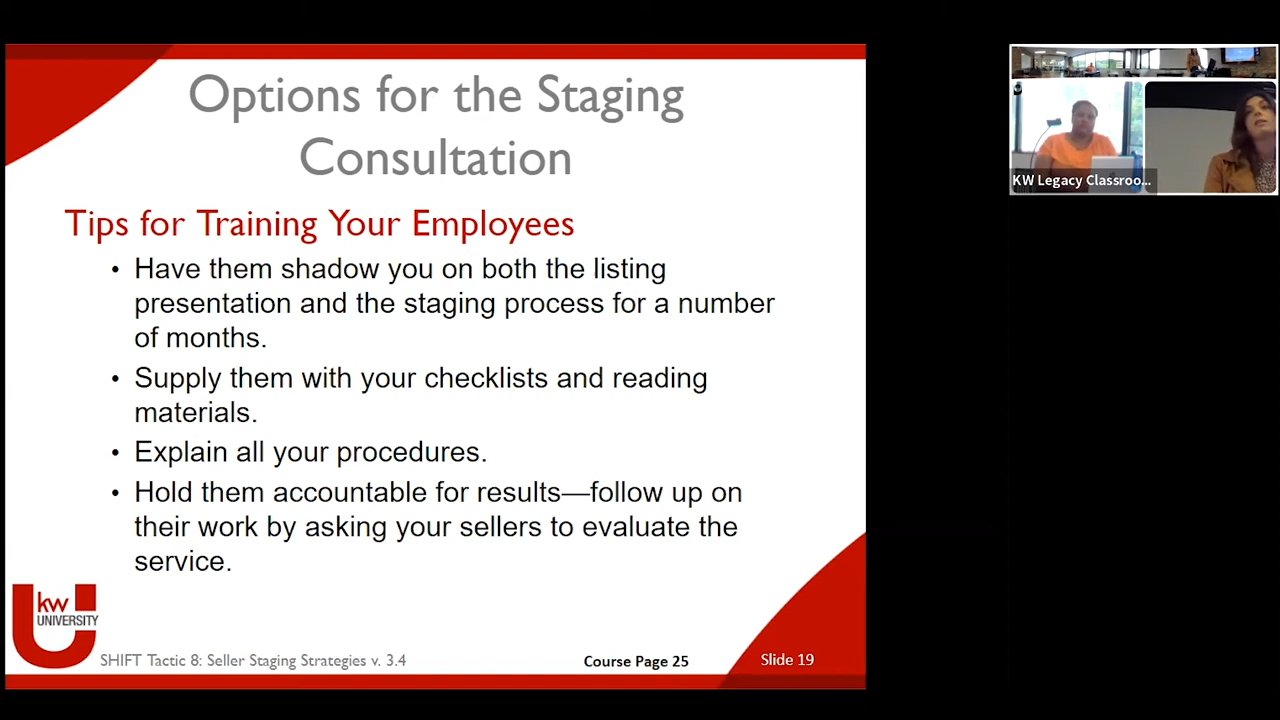 Options for the Staging
Consultation
Tips for Training Your Employees
• Have them shadow you on both the listing
presentation and the staging process for a number
of months.
• Supply them with your checklists and reading
materials.
• Explain all your procedures.
• Hold them accountable for results—follow up on
their work by asking your sellers to evaluate the
service.
kw
UNIVERSITY
SHIFT Tactic 8: Seller Staging Strategies v. 3.4
Course Page 25
Slide 19
KW Legacy Classroo...